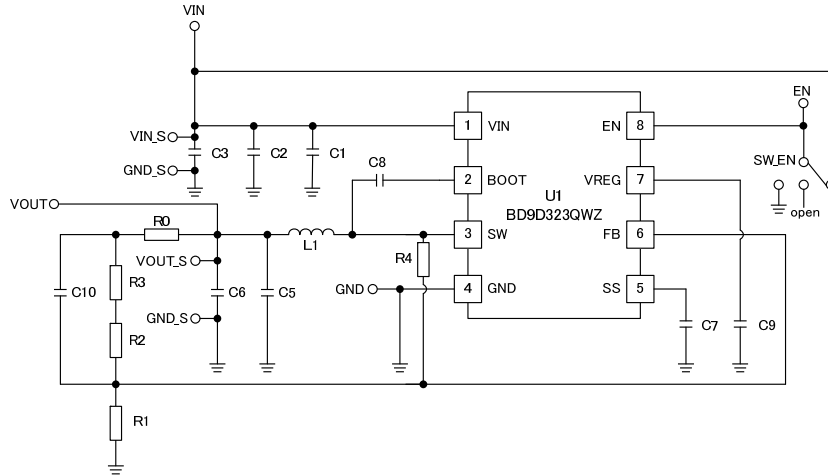 VIN
EN
VIN_S
C3
C2
C1
1
VIN
EN
8
GND_S
C8
2
BOOT
VREG
7
SW_EN
U1
BD9D323QWZ
VOUT
R0
L1
3
SW
FB
6
open
VOUT_S
R4
C10
R3
C6
C5
GND
4
GND
SS
5
GND_S
R2
C7
C9
R1